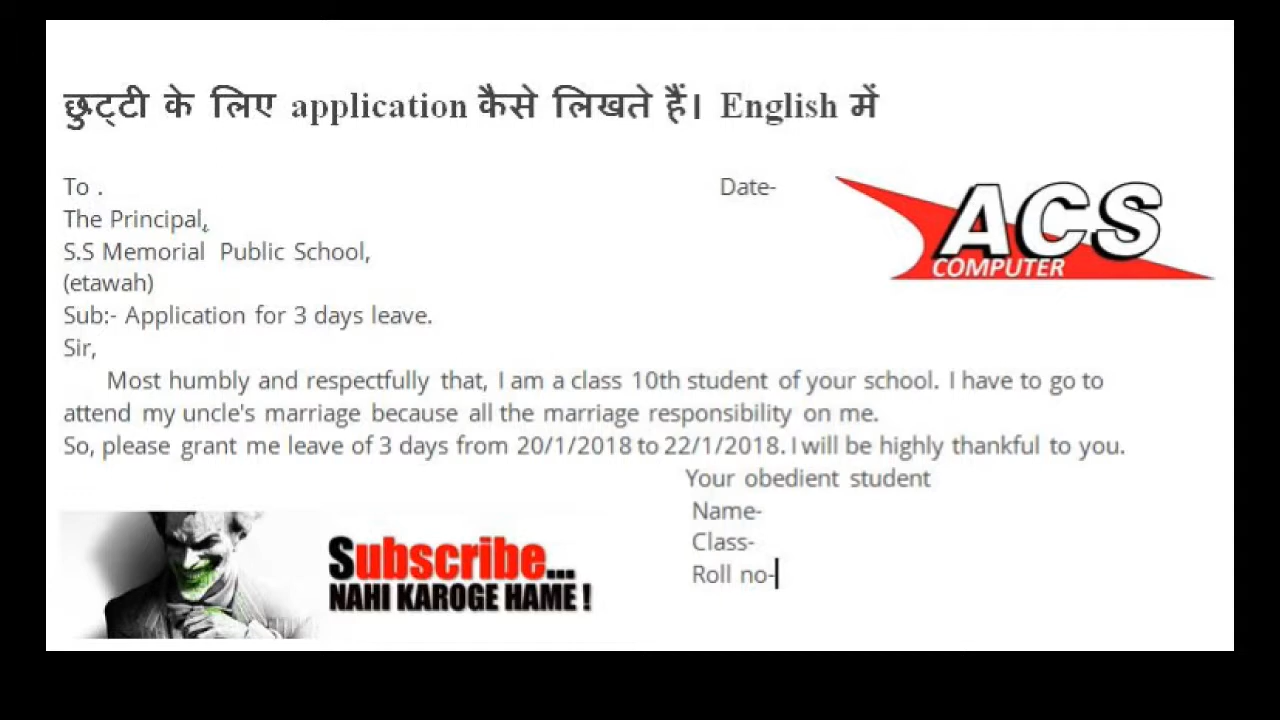 छुट्टी के लिए application कैसे लिखते हैं। English में
To .
Date-
The Principal,
S.S Memorial Public School,
(etawah)
Sub:- Application for 3 days leave.
Sir,
Most humbly and respectfully that, I am a class 10th student of your school. I have to go to
attend my uncle's marriage because all the marriage responsibility on me.
So, please grant me leave of 3 days from 20/1/2018 to 22/1/2018. I will be highly thankful to you.
Your obedient student
Name-
Class-
Roll no-
ACS
COMPUTER
Subscribe...
NAHI KAROGE HAME !